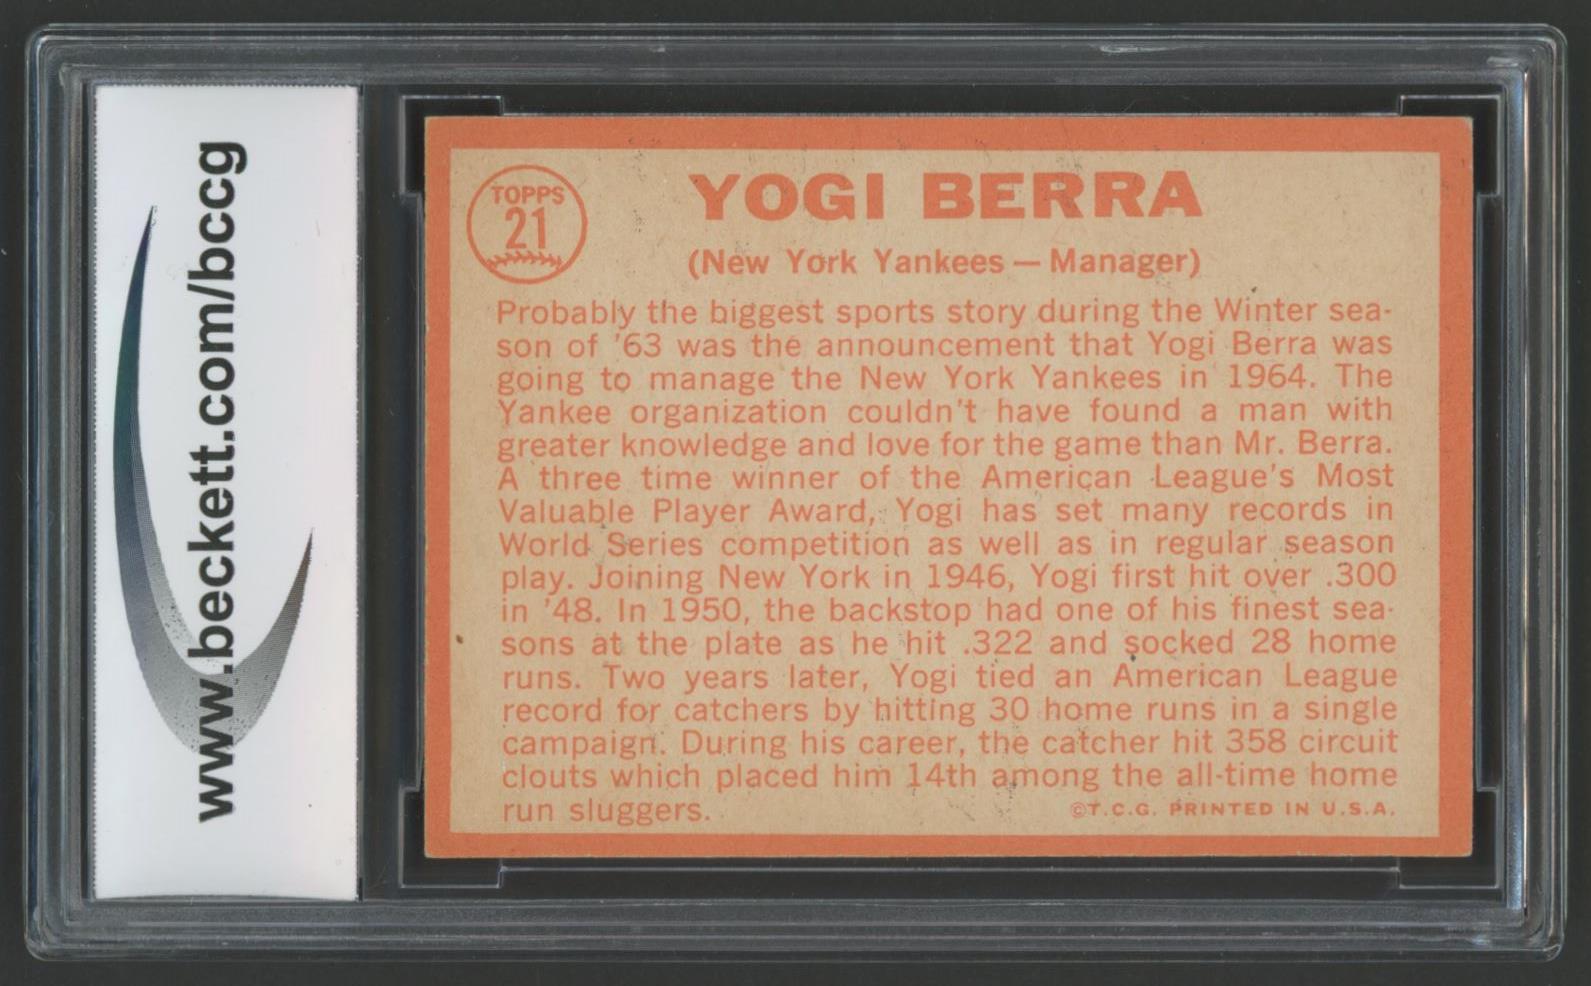 www.beckett.com/bccg
TOPPS
21
YOGI BERRA
(New York Yankees — Manager)
Probably the biggest sports story during the Winter sea-
son of '63 was the announcement that Yogi Berra was
going to manage the New York Yankees in 1964. The
Yankee organization couldn't have found a man with
greater knowledge and love for the game than Mr. Berra.
A three time winner of the American League's Most
Valuable Player Award, Yogi has set many records in
World Series competition as well as in regular season
play. Joining New York in 1946, Yogi first hit over .300
in '48. In 1950, the backstop had one of his finest sea-
sons at the plate as he hit .322 and socked 28 home
runs. Two years later, Yogi tied an American League
record for catchers by hitting 30 home runs in a single
campaign. During his career, the catcher hit 358 circuit
clouts which placed him 14th among the all-time home
run sluggers.
©T.C.G. PRINTED IN U.S.A.